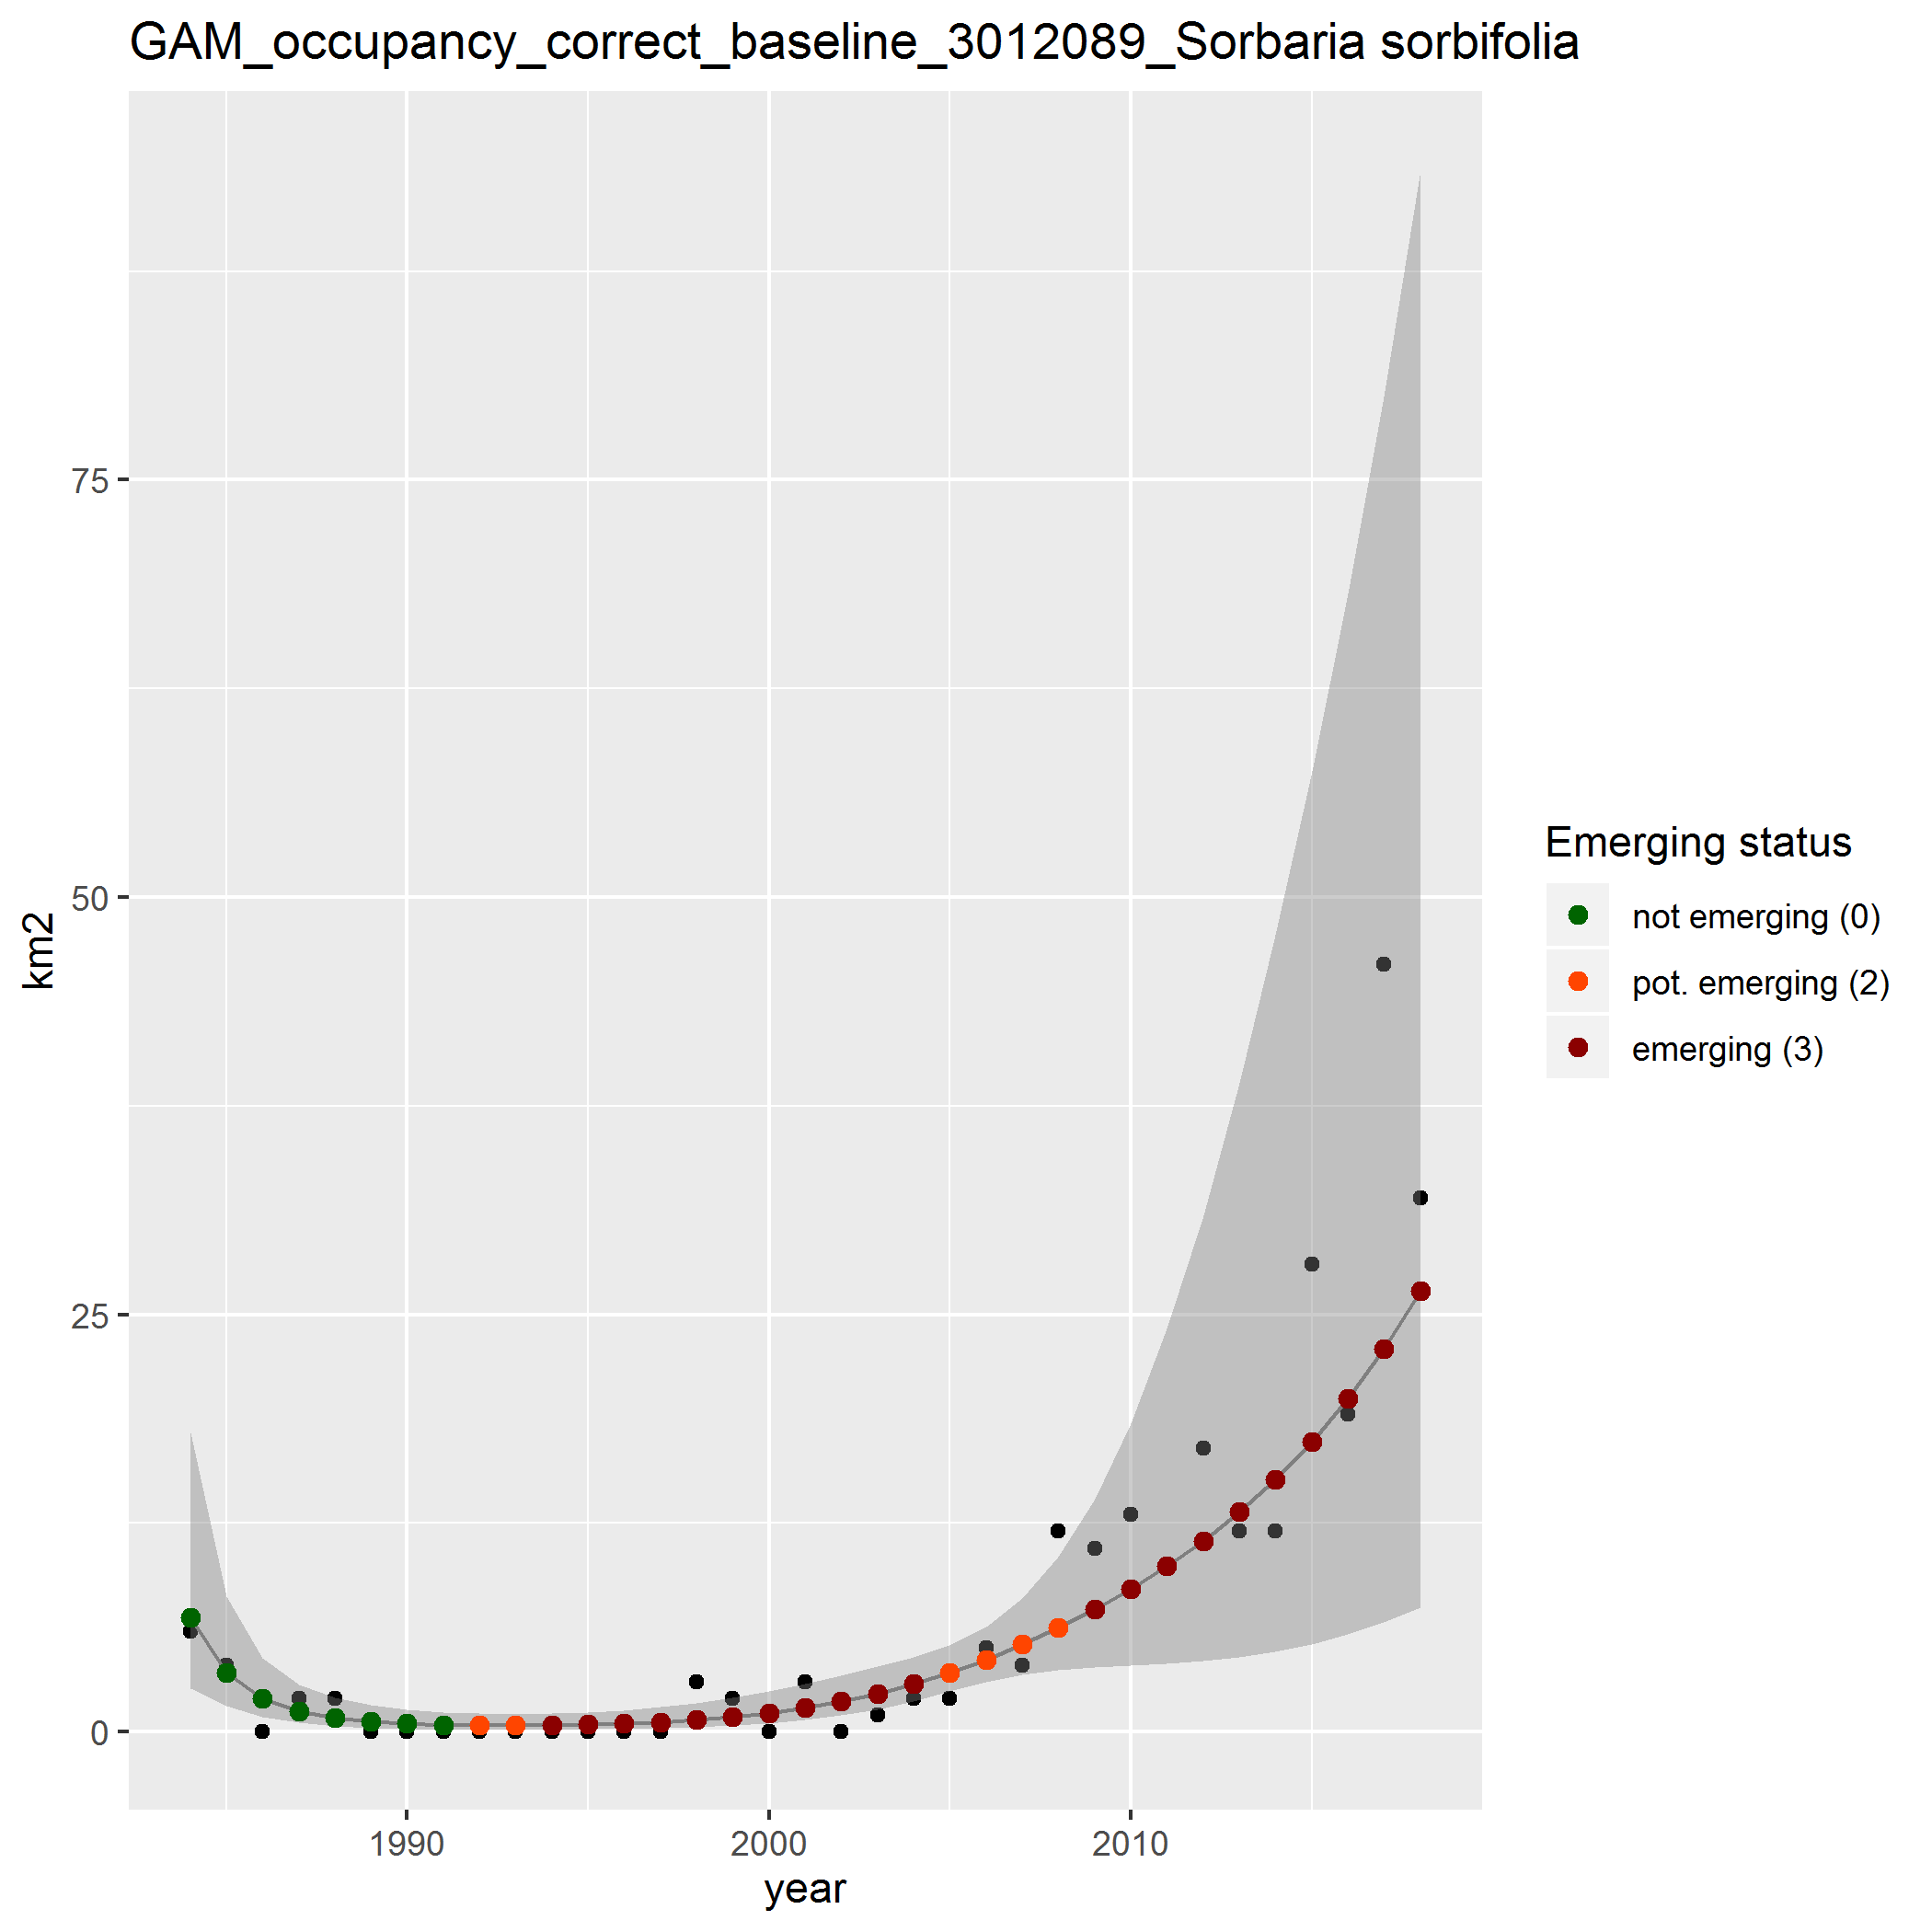 GAM_occupancy_correct_baseline_3012089_Sorbaria sorbifolia
75
50
25
0
km2
1990 2000 2010
year
Emerging status
not emerging (0)
pot. emerging (2)
emerging (3)